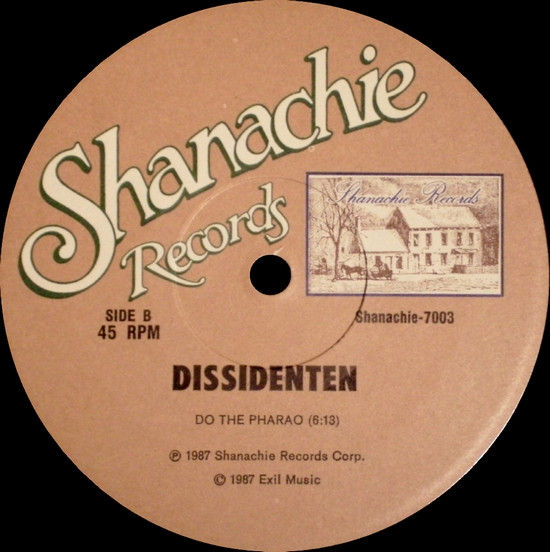 Shanachie
Records
Shanachie Records
SIDE B
45 RPM
Shanachie-7003
DISSIDENTEN
DO THE PHARAO (6:13)
℗ 1987 Shanachie Records Corp.
© 1987 Exil Music